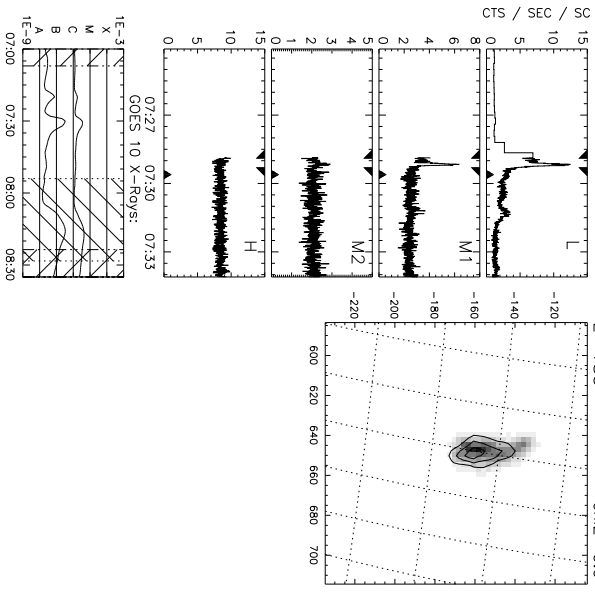 CTS / SEC / SC
0 5 10 15
L
0 2 4 6 8
M1
0 1 2 3 4 5
M2
0 5 10 15
H
07:27 07:30 07:33
GOES 10 X-Rays:
1E-9 A B C M X 1E-3
07:00 07:30 08:00 08:30
-220 -200 -180 -160 -140 -120
600 620 640 660 680 700